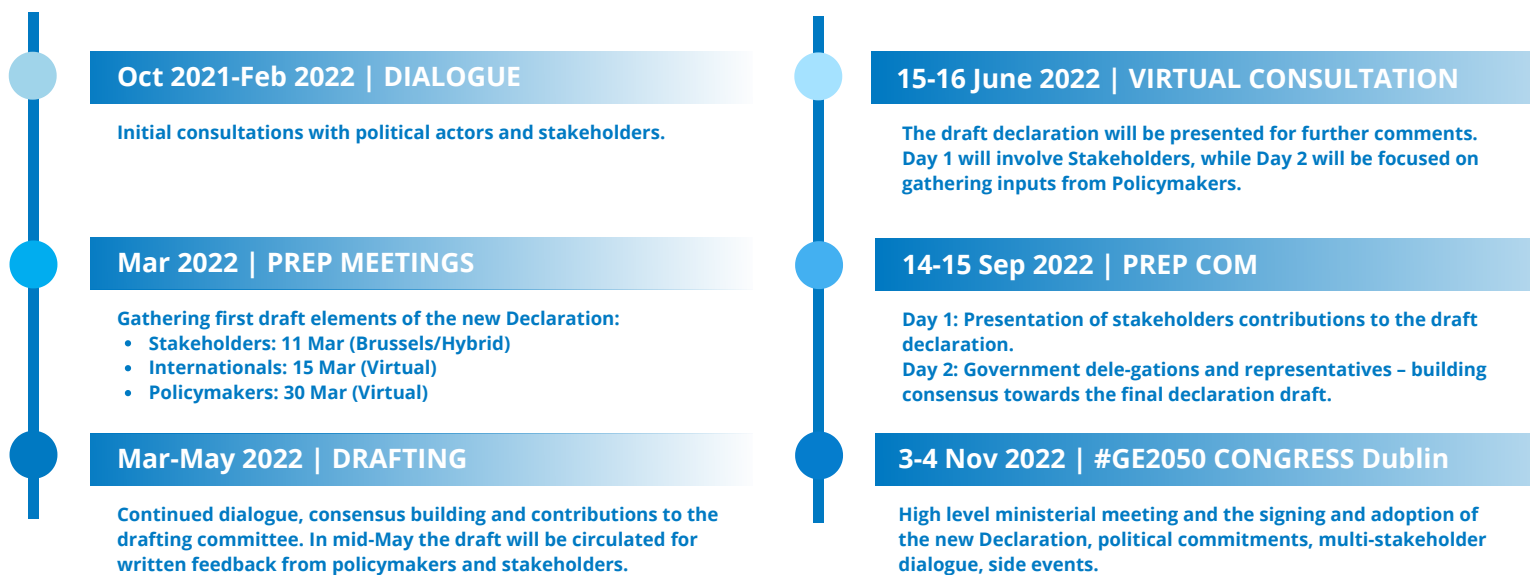 Oct 2021-Feb 2022 | DIALOGUE
Initial consultations with political actors and stakeholders.
Mar 2022 | PREP MEETINGS
Gathering first draft elements of the new Declaration:
• Stakeholders: 11 Mar (Brussels/Hybrid)
• Internationals: 15 Mar (Virtual)
• Policymakers: 30 Mar (Virtual)
Mar-May 2022 | DRAFTING
Continued dialogue, consensus building and contributions to the
drafting committee. In mid-May the draft will be circulated for
written feedback from policymakers and stakeholders.
15-16 June 2022 | VIRTUAL CONSULTATION
The draft declaration will be presented for further comments.
Day 1 will involve Stakeholders, while Day 2 will be focused on
gathering inputs from Policymakers.
14-15 Sep 2022 | PREP COM
Day 1: Presentation of stakeholders contributions to the draft
declaration.
Day 2: Government dele-gations and representatives – building
consensus towards the final declaration draft.
3-4 Nov 2022 | #GE2050 CONGRESS Dublin
High level ministerial meeting and the signing and adoption of
the new Declaration, political commitments, multi-stakeholder
dialogue, side events.